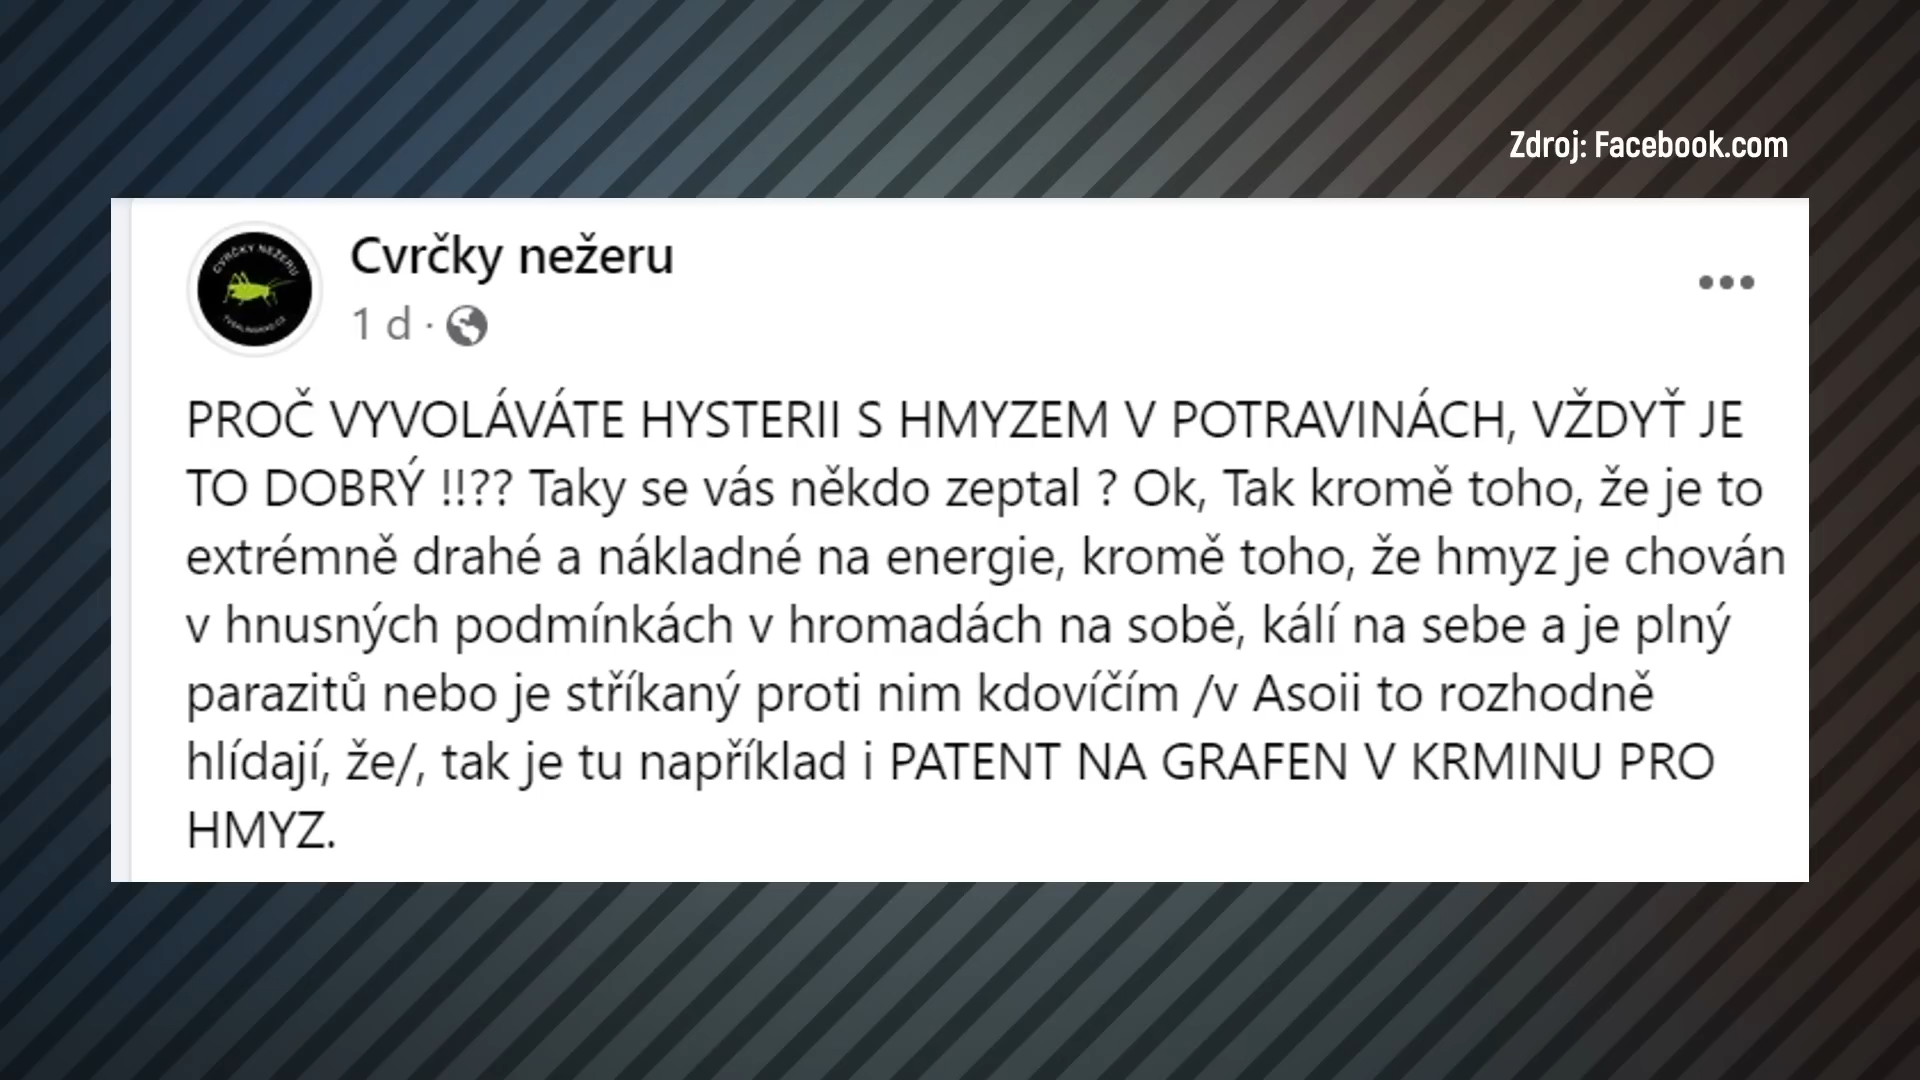 Zdroj: Facebook.com
CVRČKY NEŽERU
Cvrčky nežeru
1 d ·
PROČ VYVOLÁVÁTE HYSTERII S HMYZEM V POTRAVINÁCH, VŽDYŤ JE
TO DOBRÝ !!?? Taky se vás někdo zeptal ? Ok, Tak kromě toho, že je to
extrémně drahé a nákladné na energie, kromě toho, že hmyz je chován
v hnusných podmínkách v hromadách na sobě, kálí na sebe a je plný
parazitů nebo je stříkaný proti nim kdovíčím /v Asoii to rozhodně
hlídají, že/, tak je tu například i PATENT NA GRAFEN V KRMINU PRO
HMYZ.